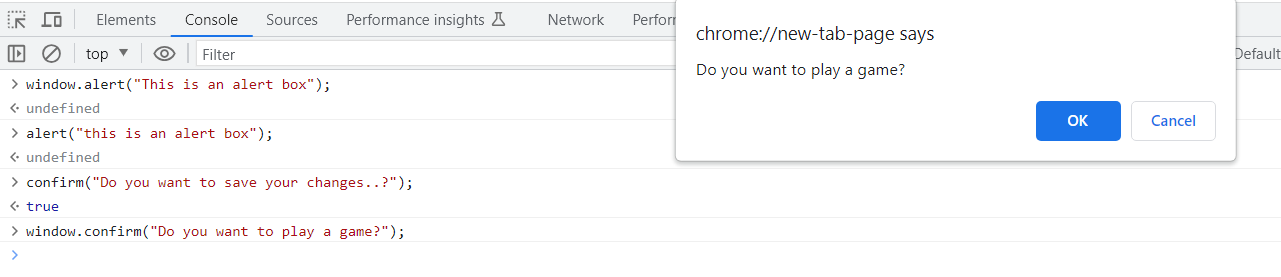 Elements Console Sources Performance insights Network Perfor
top Filter Default
chrome://new-tab-page says
Do you want to play a game?
OK Cancel
window.alert("This is an alert box");
undefined
alert("this is an alert box");
undefined
confirm("Do you want to save your changes..?");
true
window.confirm("Do you want to play a game?");